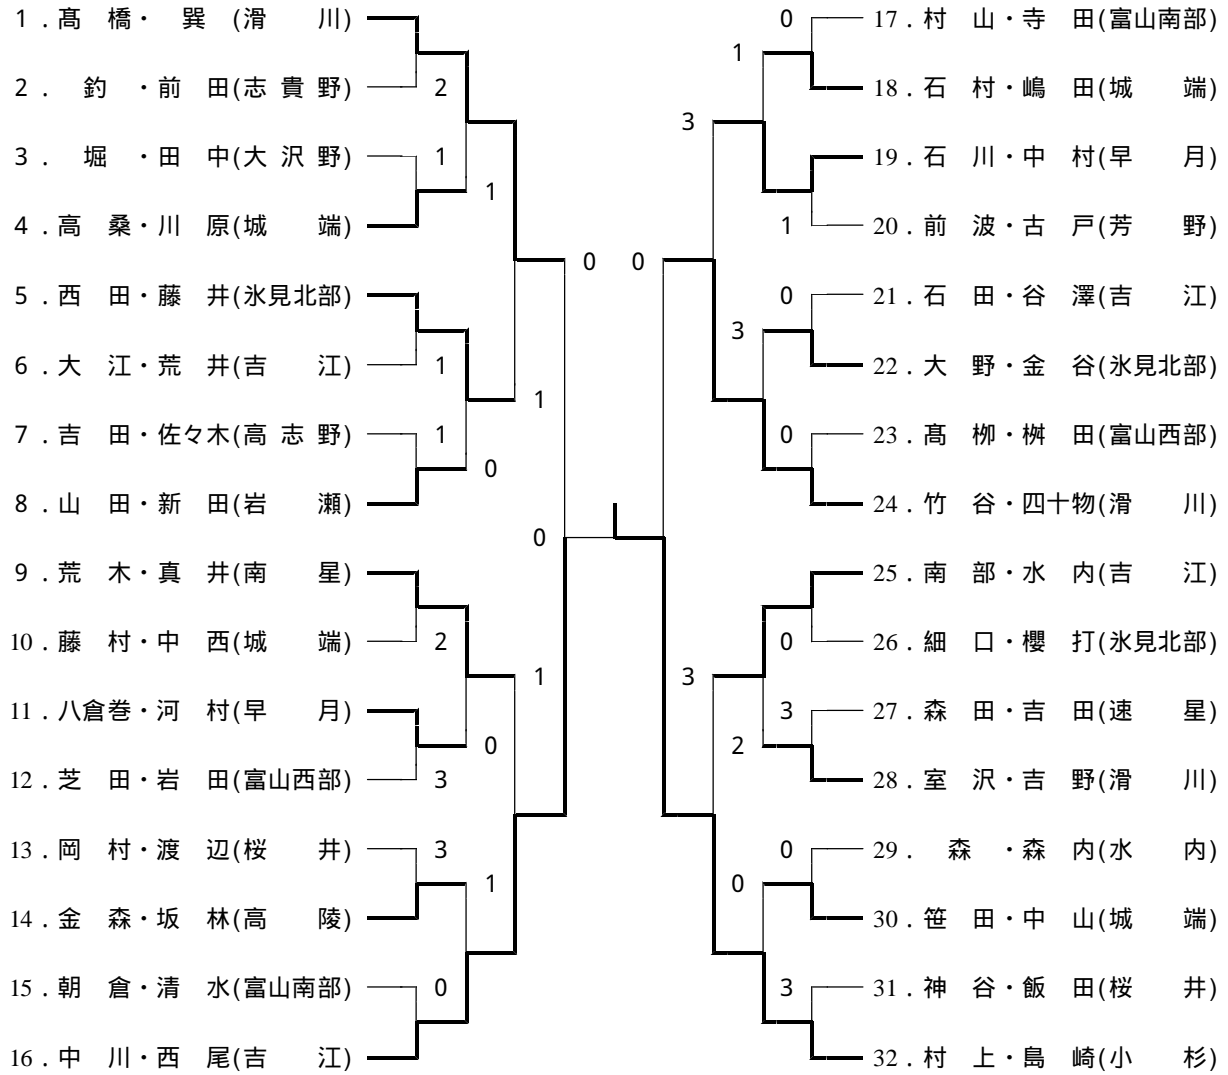 1．髙 橋・ 巽 (滑 川)
2． 釣 ・前 田(志 貴 野)
2
3． 堀 ・田 中(大 沢 野)
1
1
4．高 桑・川 原(城 端)
0
5．西 田・藤 井(氷見北部)
6．大 江・荒 井(吉 江)
1
1
7．吉 田・佐々木(高 志 野)
1
0
8．山 田・新 田(岩 瀬)
0
9．荒 木・真 井(南 星)
10．藤 村・中 西(城 端)
2
1
11．八倉巻・河 村(早 月)
0
12．芝 田・岩 田(富山西部)
3
13．岡 村・渡 辺(桜 井)
3
1
14．金 森・坂 林(高 陵)
15．朝 倉・清 水(富山南部)
0
16．中 川・西 尾(吉 江)
0
17．村 山・寺 田(富山南部)
1
18．石 村・嶋 田(城 端)
3
19．石 川・中 村(早 月)
1
20．前 波・古 戸(芳 野)
0
0
21．石 田・谷 澤(吉 江)
3
22．大 野・金 谷(氷見北部)
0
23．髙 栁・桝 田(富山西部)
24．竹 谷・四十物(滑 川)
25．南 部・水 内(吉 江)
0
26．細 口・櫻 打(氷見北部)
3
3
27．森 田・吉 田(速 星)
2
28．室 沢・吉 野(滑 川)
0
29． 森 ・森 内(水 内)
0
30．笹 田・中 山(城 端)
3
31．神 谷・飯 田(桜 井)
32．村 上・島 崎(小 杉)